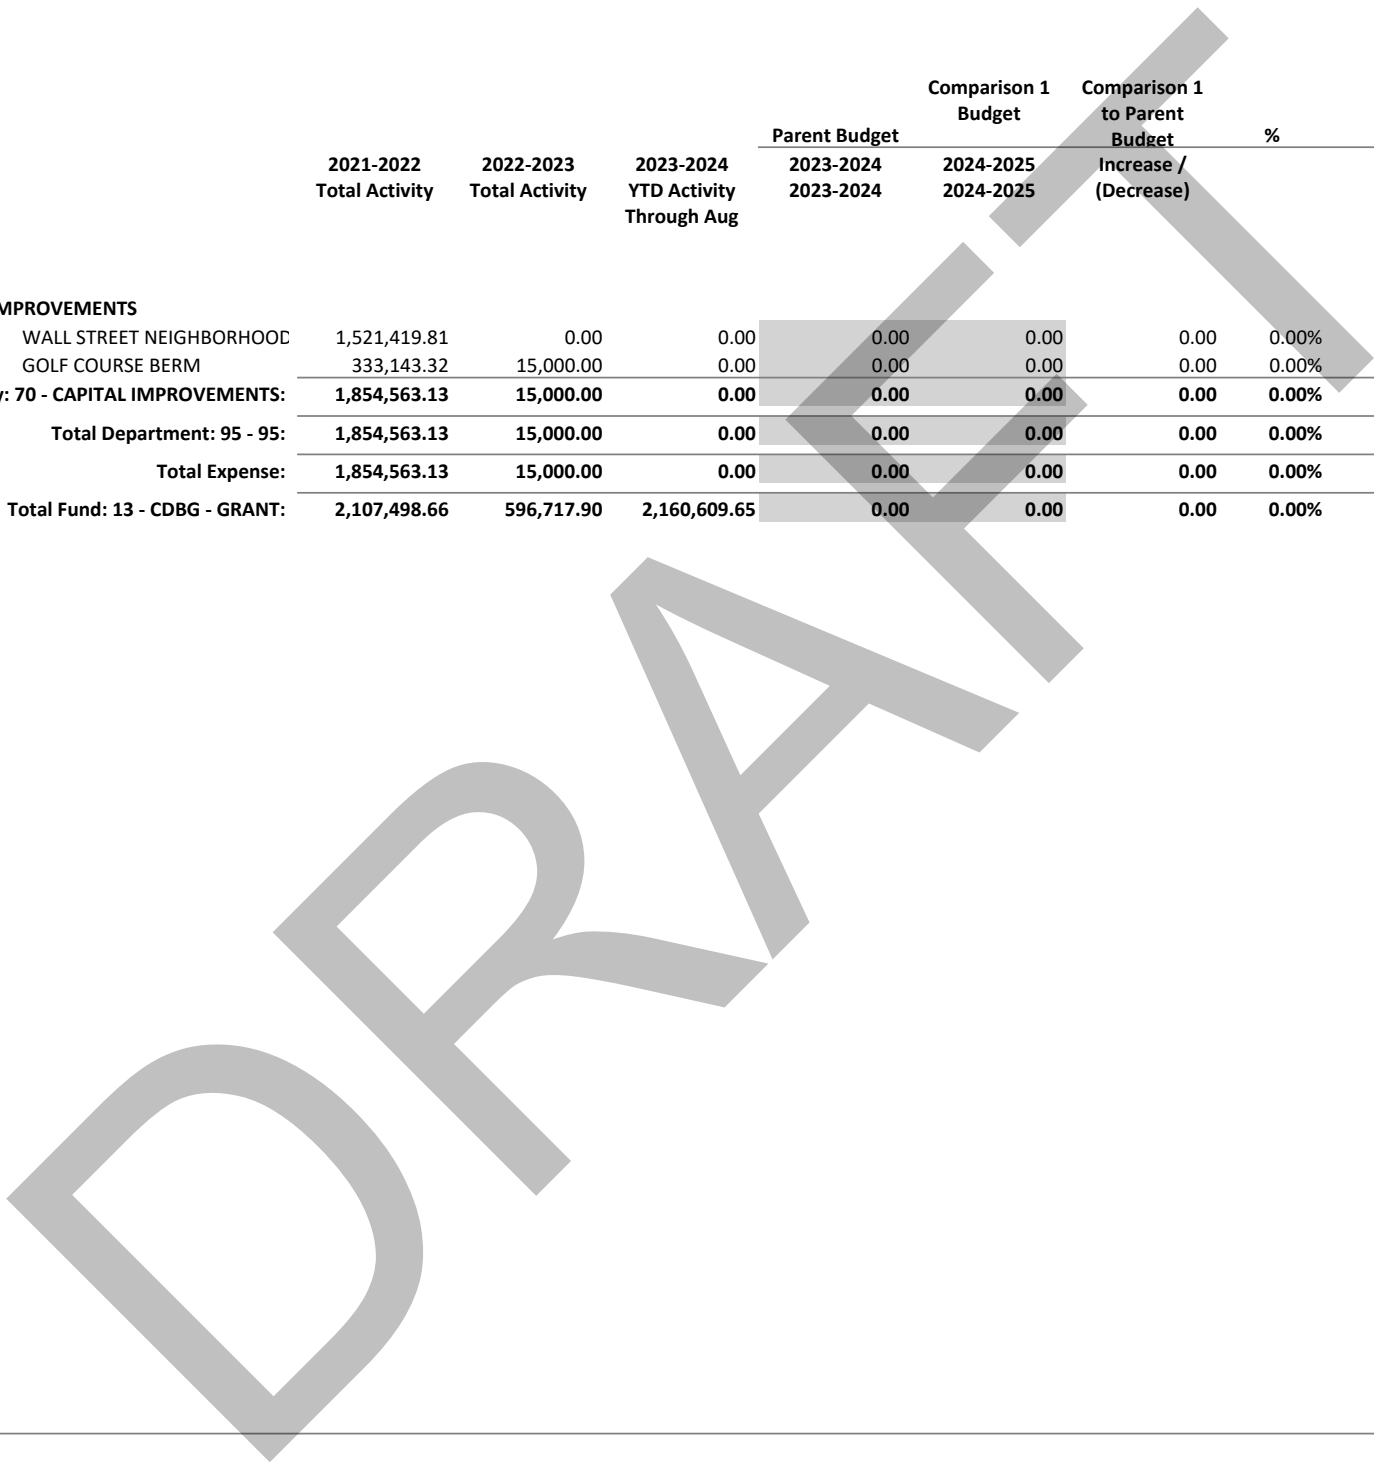 Comparison 1 Comparison 1
Budget to Parent
Parent Budget Budget %
2021-2022 2022-2023 2023-2024 2023-2024 2024-2025 Increase /
Total Activity Total Activity YTD Activity 2023-2024 2024-2025 (Decrease)
Through Aug
MPROVEMENTS
WALL STREET NEIGHBORHOOD 1,521,419.81 0.00 0.00 0.00 0.00 0.00 0.00%
GOLF COURSE BERM 333,143.32 15,000.00 0.00 0.00 0.00 0.00 0.00%
y: 70 - CAPITAL IMPROVEMENTS: 1,854,563.13 15,000.00 0.00 0.00 0.00 0.00 0.00%
Total Department: 95 - 95: 1,854,563.13 15,000.00 0.00 0.00 0.00 0.00 0.00%
Total Expense: 1,854,563.13 15,000.00 0.00 0.00 0.00 0.00 0.00%
Total Fund: 13 - CDBG - GRANT: 2,107,498.66 596,717.90 2,160,609.65 0.00 0.00 0.00 0.00%
DRAFT